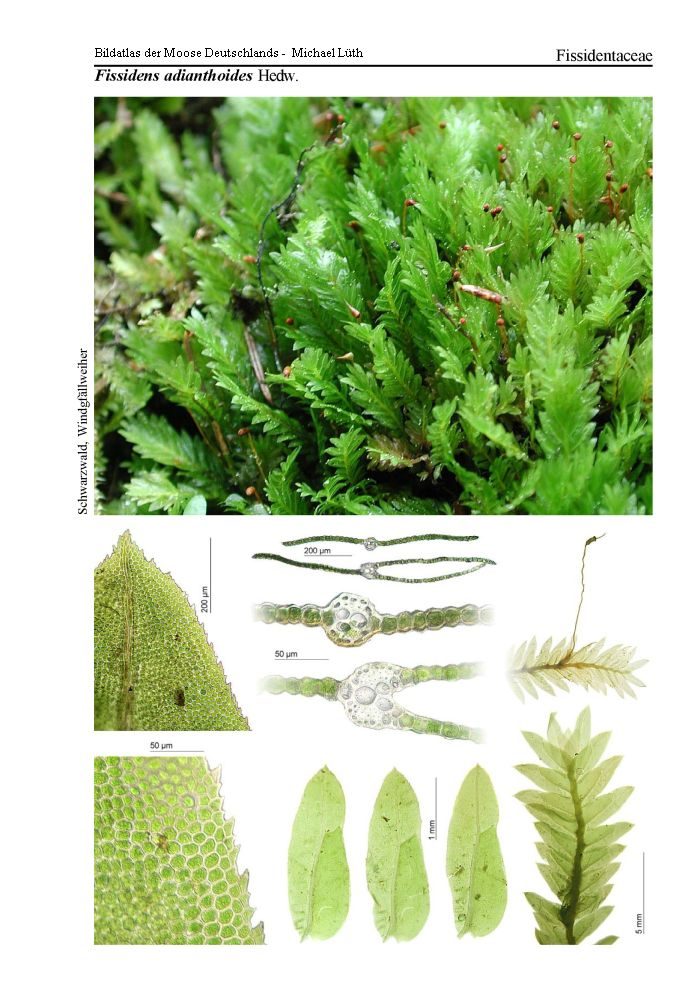 Bildatlas der Moose Deutschlands - Michael Lüth
Fissidentaceae
Fissidens adianthoides Hedw.
Schwarzwald, Windgfällweiher
200 µm
200 µm
50 µm
50 µm
1 mm
5 mm